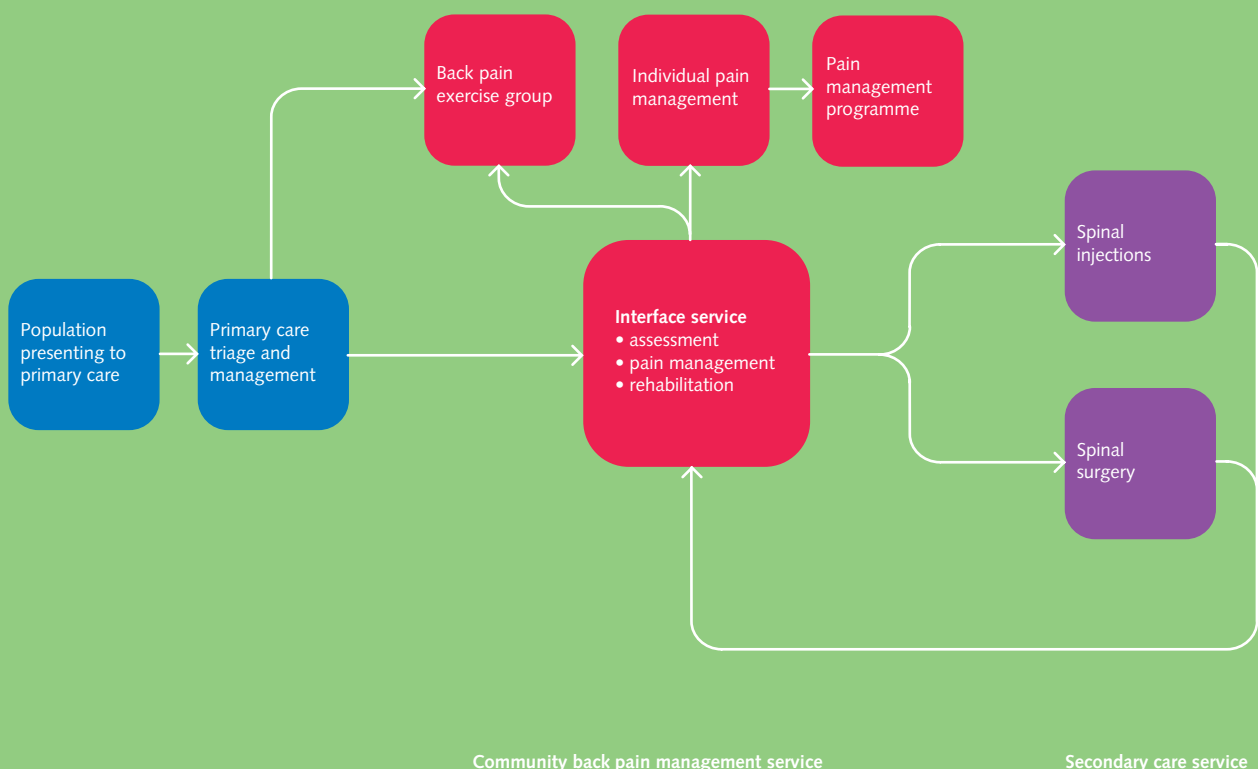 Back pain
exercise group
Individual pain
management
Pain
management
programme
Spinal
injections
Population
presenting to
primary care
Primary care
triage and
management
Interface service
• assessment
• pain management
• rehabilitation
Spinal
surgery
Community back pain management service
Secondary care service